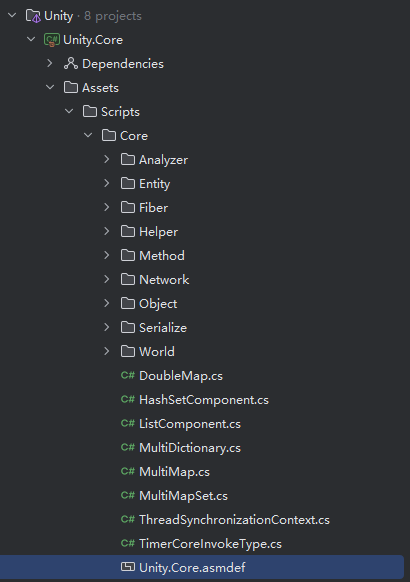 Unity · 8 projects
C# Unity.Core
Dependencies
Assets
Scripts
Core
Analyzer
Entity
Fiber
Helper
Method
Network
Object
Serialize
World
C# DoubleMap.cs
C# HashSetComponent.cs
C# ListComponent.cs
C# MultiDictionary.cs
C# MultiMap.cs
C# MultiMapSet.cs
C# ThreadSynchronizationContext.cs
C# TimerCoreInvokeType.cs
Unity.Core.asmdef